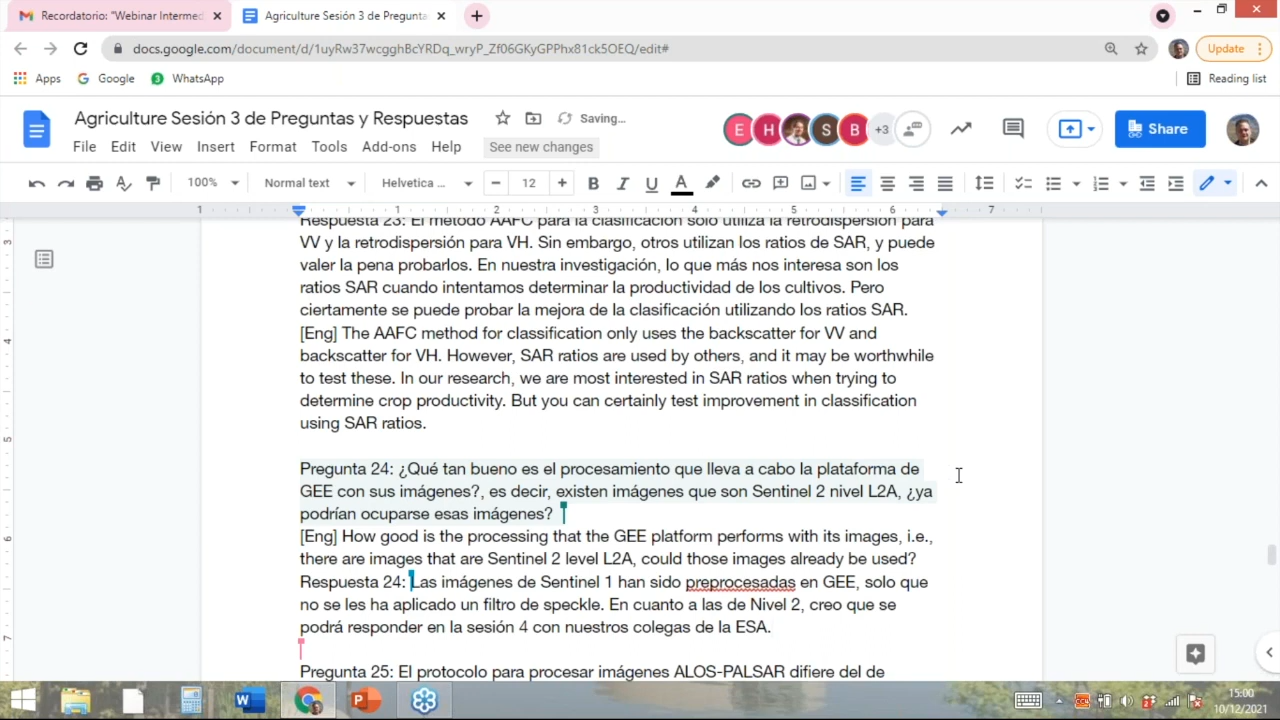 Recordatorio: "Webinar Intermed
Agriculture Sesión 3 de Pregunta
docs.google.com/document/d/1uyRw37wcgghBcYRDq_wryP_Zf06GKyGPPhx81ck5OEQ/edit#
Update
Apps
Google
WhatsApp
Reading list
Agriculture Sesión 3 de Preguntas y Respuestas
Saving...
E
H
S
B
+3
Share
File
Edit
View
Insert
Format
Tools
Add-ons
Help
See new changes
100%
Normal text
Helvetica ...
12
1
1
2
3
4
5
6
7
Respuesta 23: El método AAFC para la clasificación solo utiliza la retrodispersión para
VV y la retrodispersión para VH. Sin embargo, otros utilizan los ratios de SAR, y puede
valer la pena probarlos. En nuestra investigación, lo que más nos interesa son los
ratios SAR cuando intentamos determinar la productividad de los cultivos. Pero
ciertamente se puede probar la mejora de la clasificación utilizando los ratios SAR.
[Eng] The AAFC method for classification only uses the backscatter for VV and
backscatter for VH. However, SAR ratios are used by others, and it may be worthwhile
to test these. In our research, we are most interested in SAR ratios when trying to
determine crop productivity. But you can certainly test improvement in classification
using SAR ratios.
Pregunta 24: ¿Qué tan bueno es el procesamiento que lleva a cabo la plataforma de
GEE con sus imágenes?, es decir, existen imágenes que son Sentinel 2 nivel L2A, ¿ya
podrían ocuparse esas imágenes?
[Eng] How good is the processing that the GEE platform performs with its images, i.e.,
there are images that are Sentinel 2 level L2A, could those images already be used?
Respuesta 24: Las imágenes de Sentinel 1 han sido preprocesadas en GEE, solo que
no se les ha aplicado un filtro de speckle. En cuanto a las de Nivel 2, creo que se
podrá responder en la sesión 4 con nuestros colegas de la ESA.
Pregunta 25: El protocolo para procesar imágenes ALOS-PALSAR difiere del de
3
4
5
6
7
15:00
10/12/2021